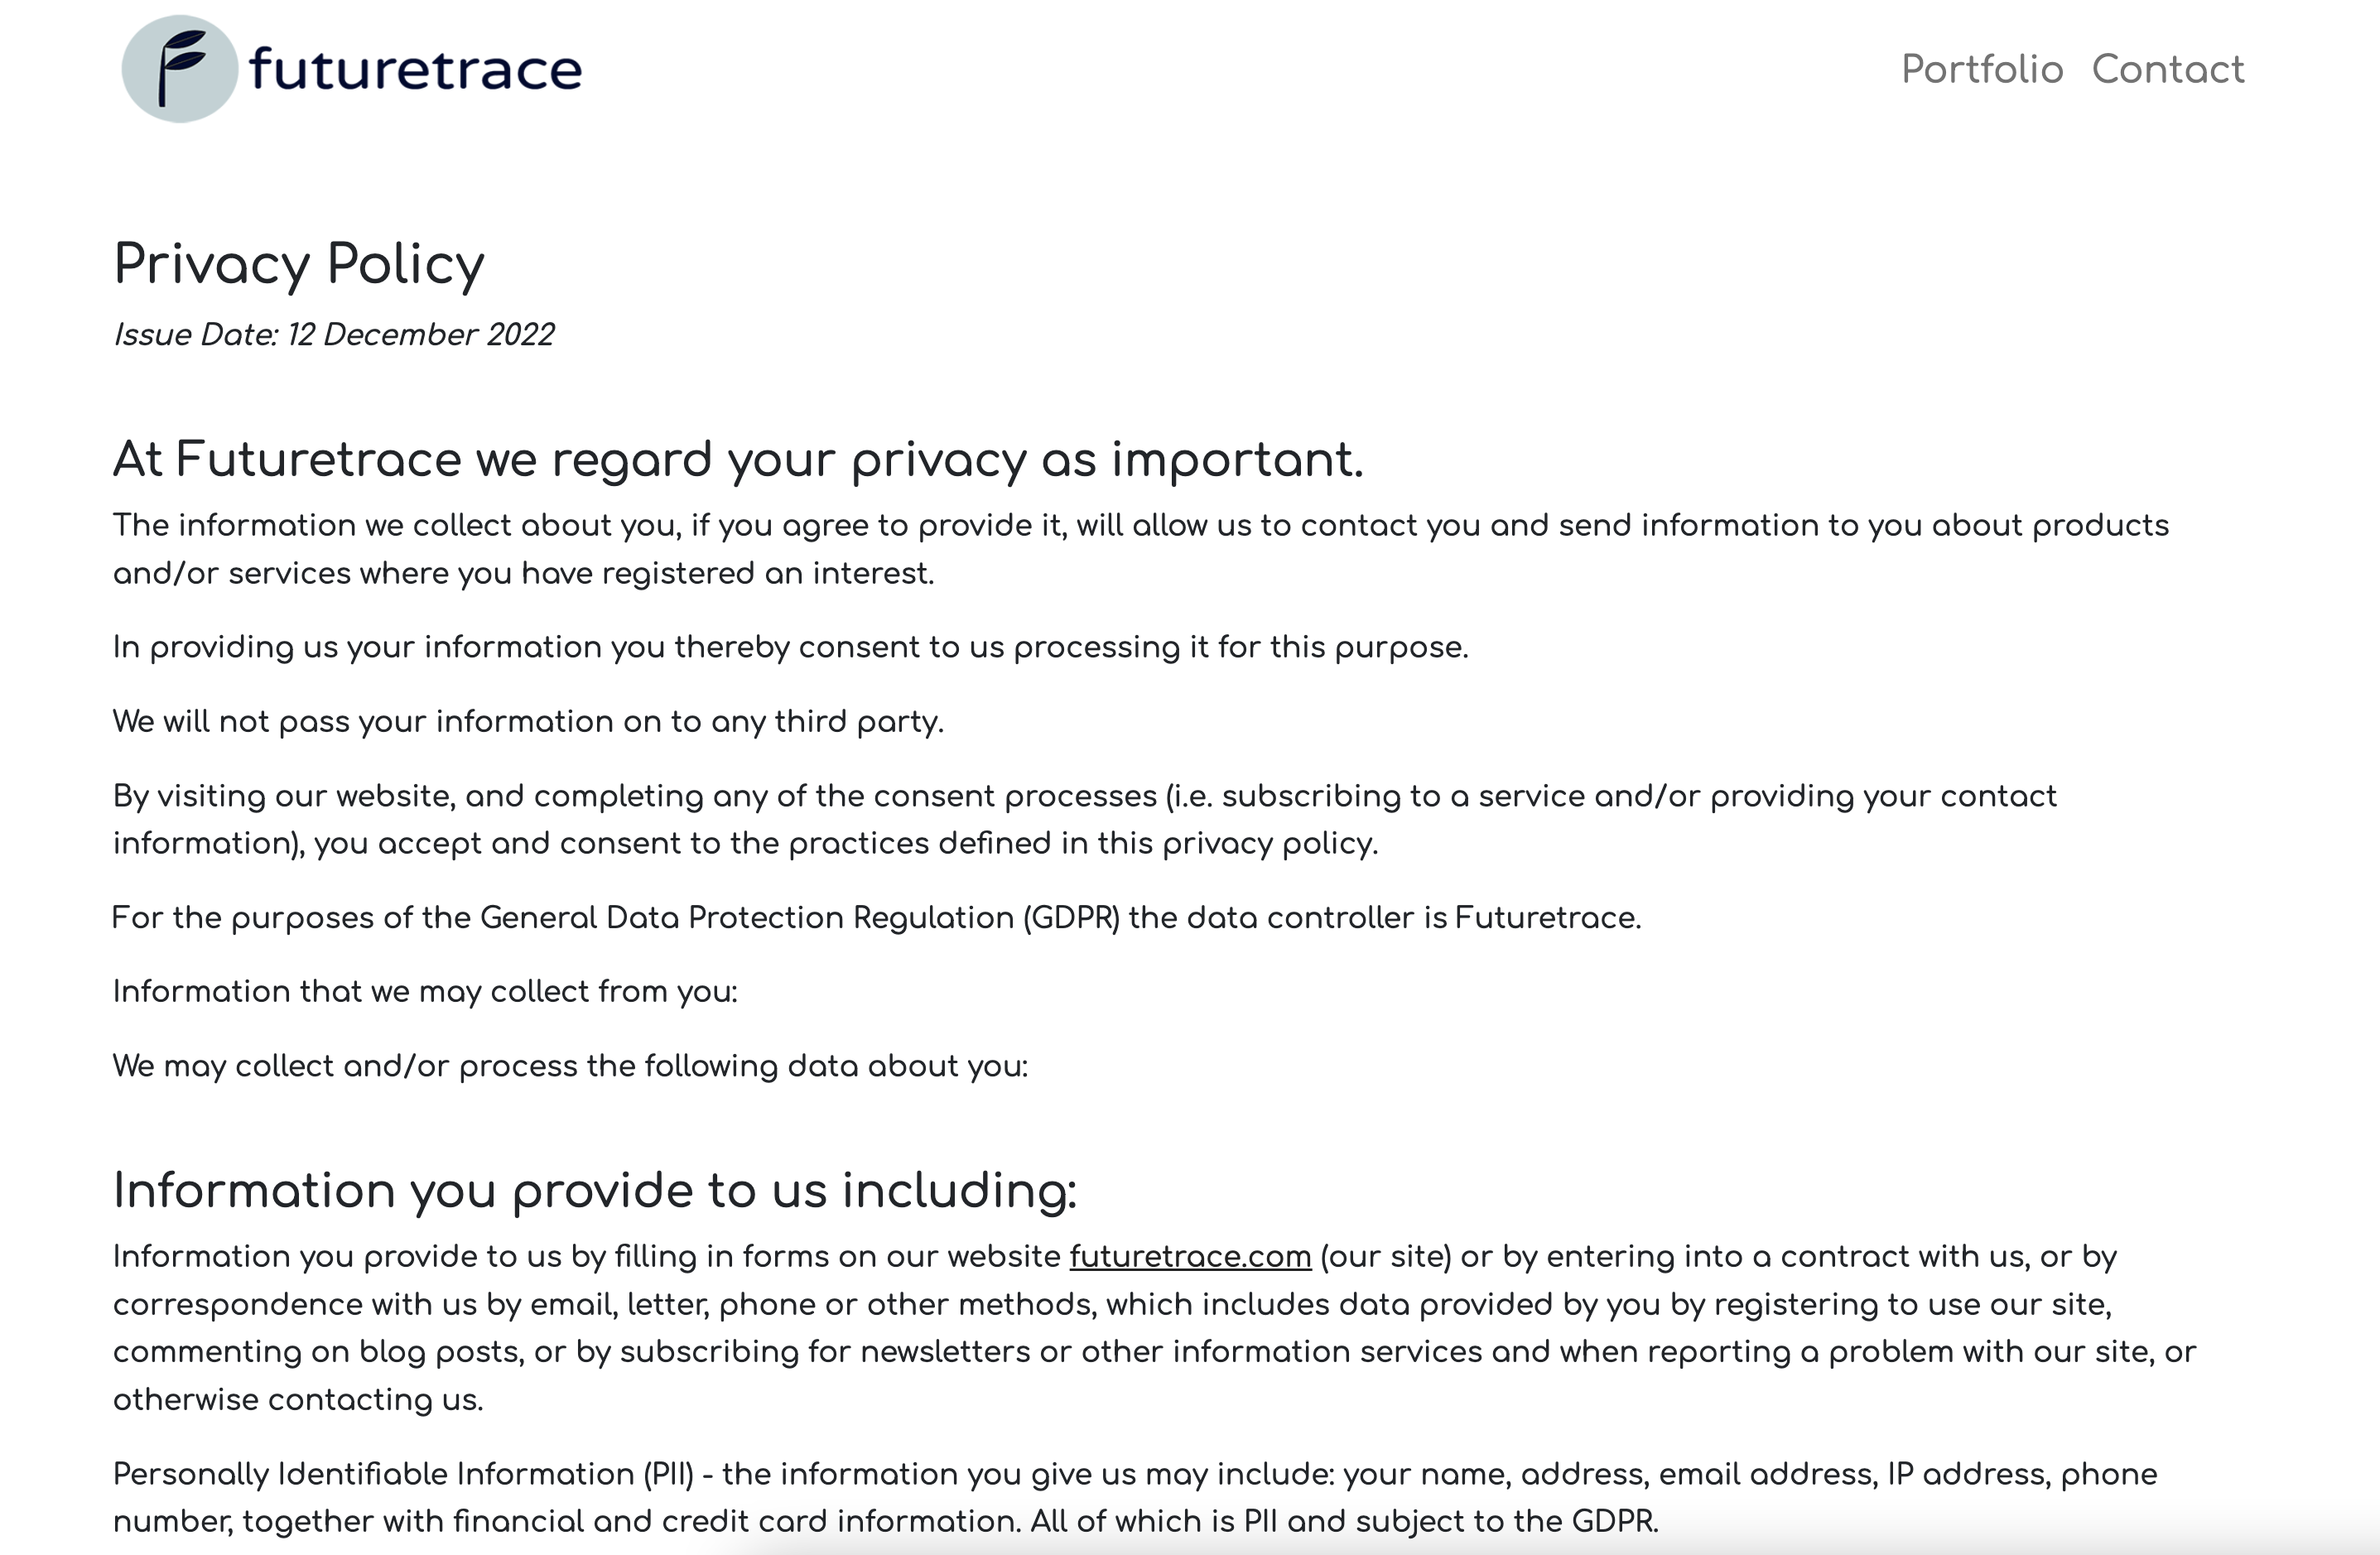 futuretrace
Portfolio Contact
Privacy Policy
Issue Date: 12 December 2022
At Futuretrace we regard your privacy as important.
The information we collect about you, if you agree to provide it, will allow us to contact you and send information to you about products
and/or services where you have registered an interest.
In providing us your information you thereby consent to us processing it for this purpose.
We will not pass your information on to any third party.
By visiting our website, and completing any of the consent processes (i.e. subscribing to a service and/or providing your contact
information), you accept and consent to the practices defined in this privacy policy.
For the purposes of the General Data Protection Regulation (GDPR) the data controller is Futuretrace.
Information that we may collect from you:
We may collect and/or process the following data about you:
Information you provide to us including:
Information you provide to us by filling in forms on our website futuretrace.com (our site) or by entering into a contract with us, or by
correspondence with us by email, letter, phone or other methods, which includes data provided by you by registering to use our site,
commenting on blog posts, or by subscribing for newsletters or other information services and when reporting a problem with our site, or
otherwise contacting us.
Personally Identifiable Information (PII) - the information you give us may include: your name, address, email address, IP address, phone
number, together with financial and credit card information. All of which is PII and subject to the GDPR.